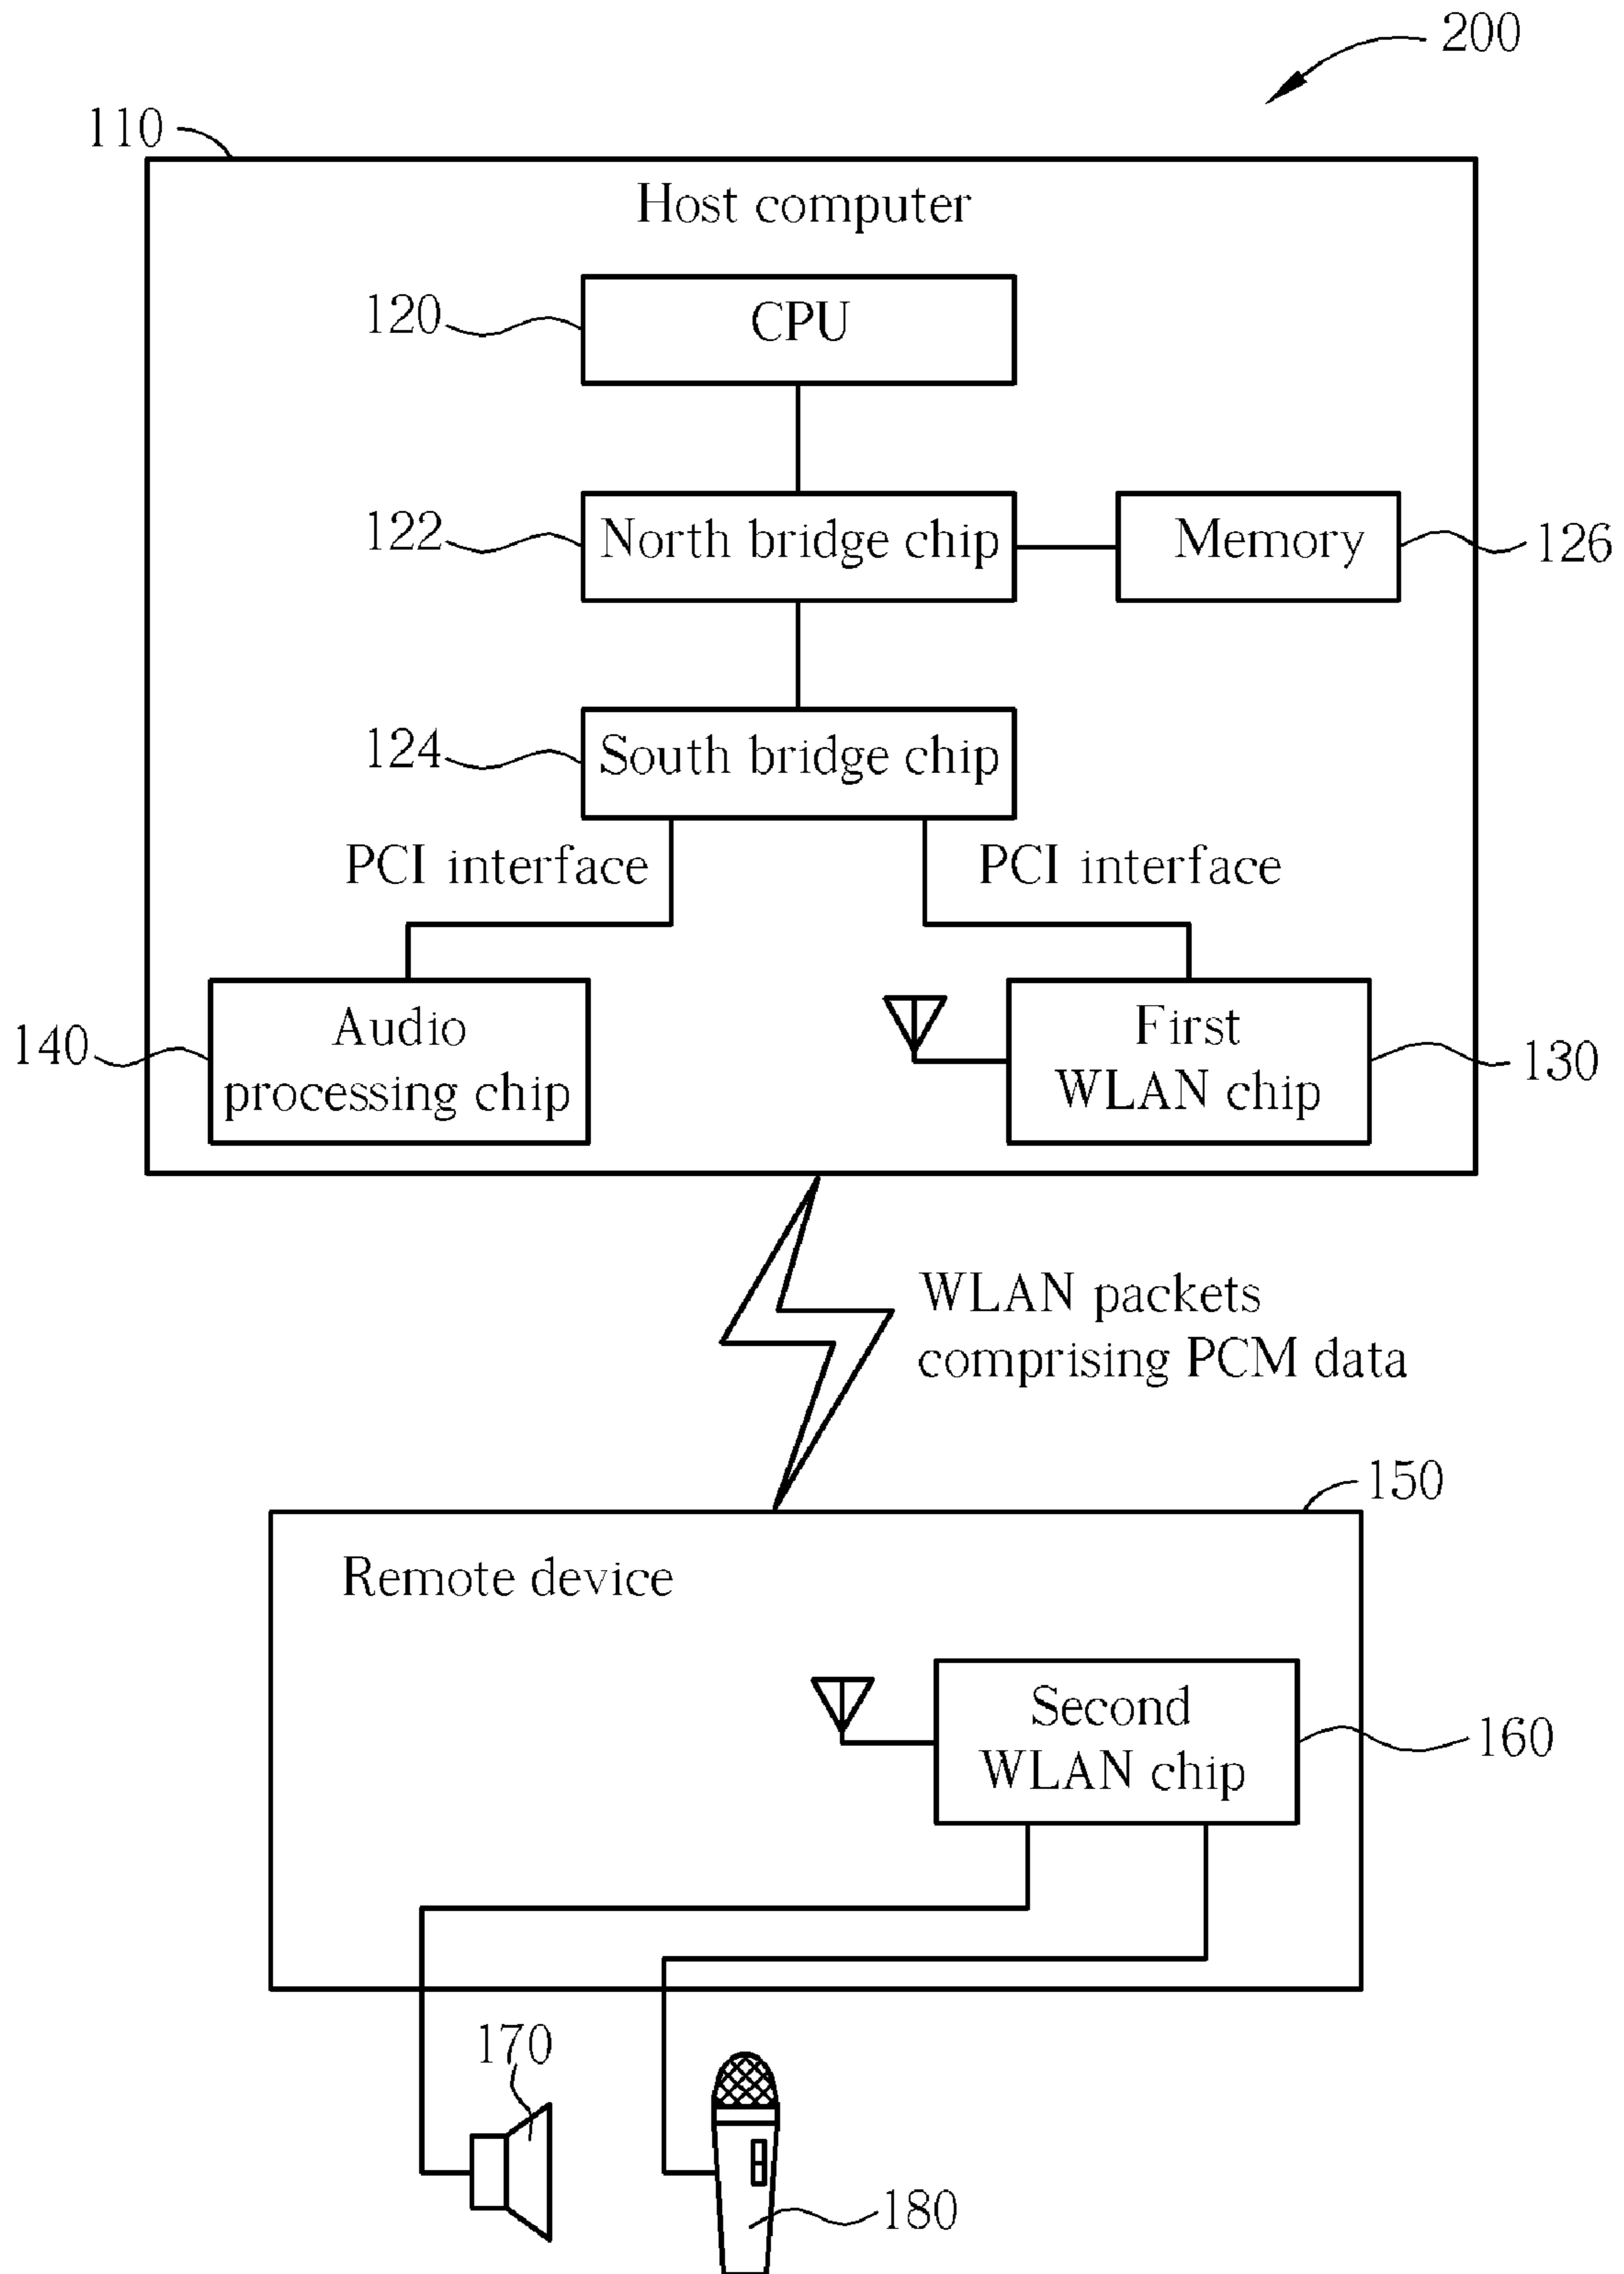 200
110
Host computer
120
CPU
122
North bridge chip
Memory
126
124
South bridge chip
PCI interface
PCI interface
140
Audio
processing chip
First
WLAN chip
130
WLAN packets
comprising PCM data
150
Remote device
Second
WLAN chip
160
170
180